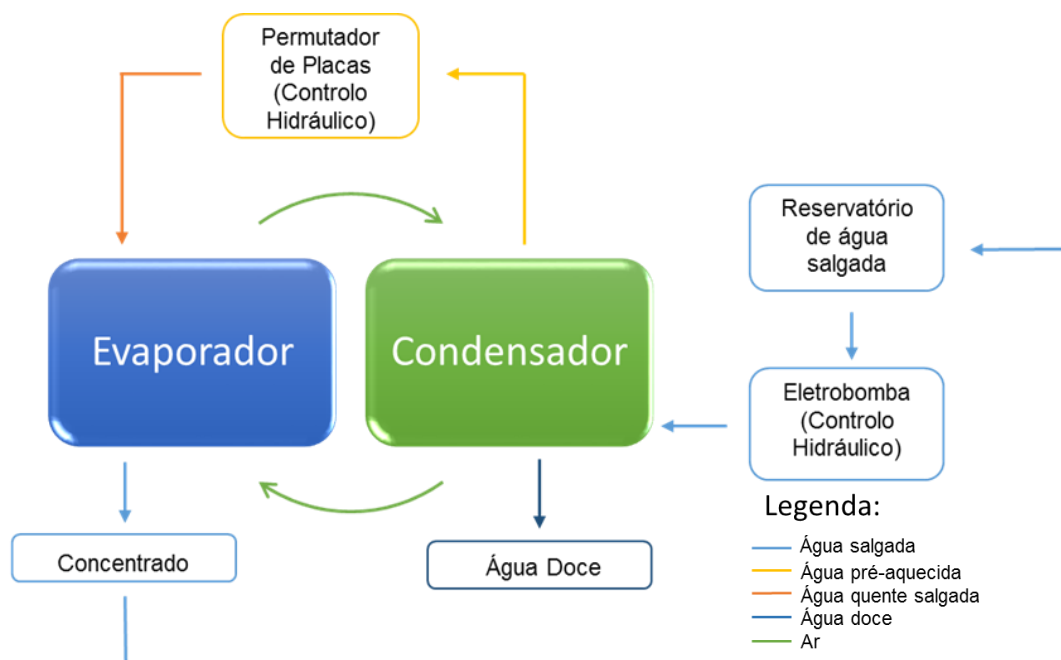 Permutador
de Placas
(Controlo
Hidráulico)
Reservatório
de água
salgada
Evaporador
Condensador
Eletrobomba
(Controlo
Hidráulico)
Concentrado
Água Doce
Legenda:
Água salgada
Água pré-aquecida
Água quente salgada
Água doce
Ar